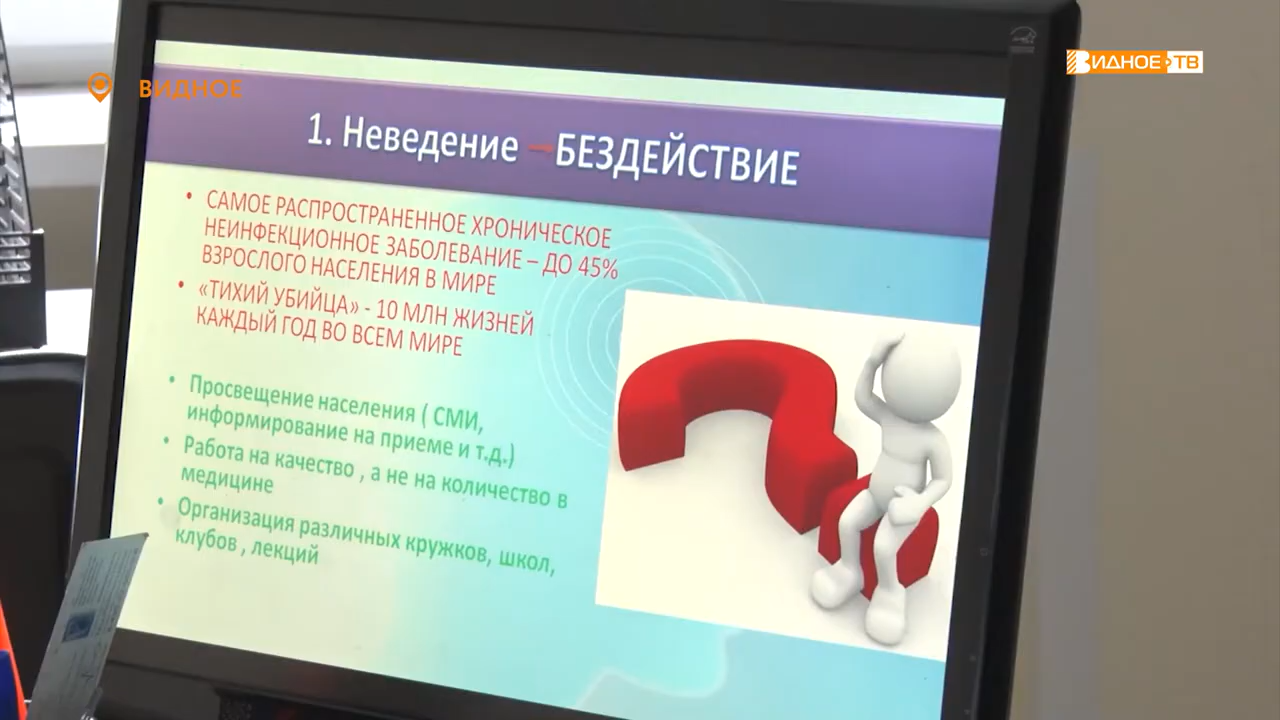 ВИДНОЕ
ВИДНОЕ ТВ
1. Неведение –БЕЗДЕЙСТВИЕ
• САМОЕ РАСПРОСТРАНЕННОЕ ХРОНИЧЕСКОЕ
НЕИНФЕКЦИОННОЕ ЗАБОЛЕВАНИЕ – ДО 45%
ВЗРОСЛОГО НАСЕЛЕНИЯ В МИРЕ
• «ТИХИЙ УБИЙЦА» - 10 МЛН ЖИЗНЕЙ
КАЖДЫЙ ГОД ВО ВСЕМ МИРЕ
• Просвещение населения ( СМИ,
информирование на приеме и т.д.)
• Работа на качество , а не на количество в
медицине
• Организация различных кружков, школ,
клубов , лекций